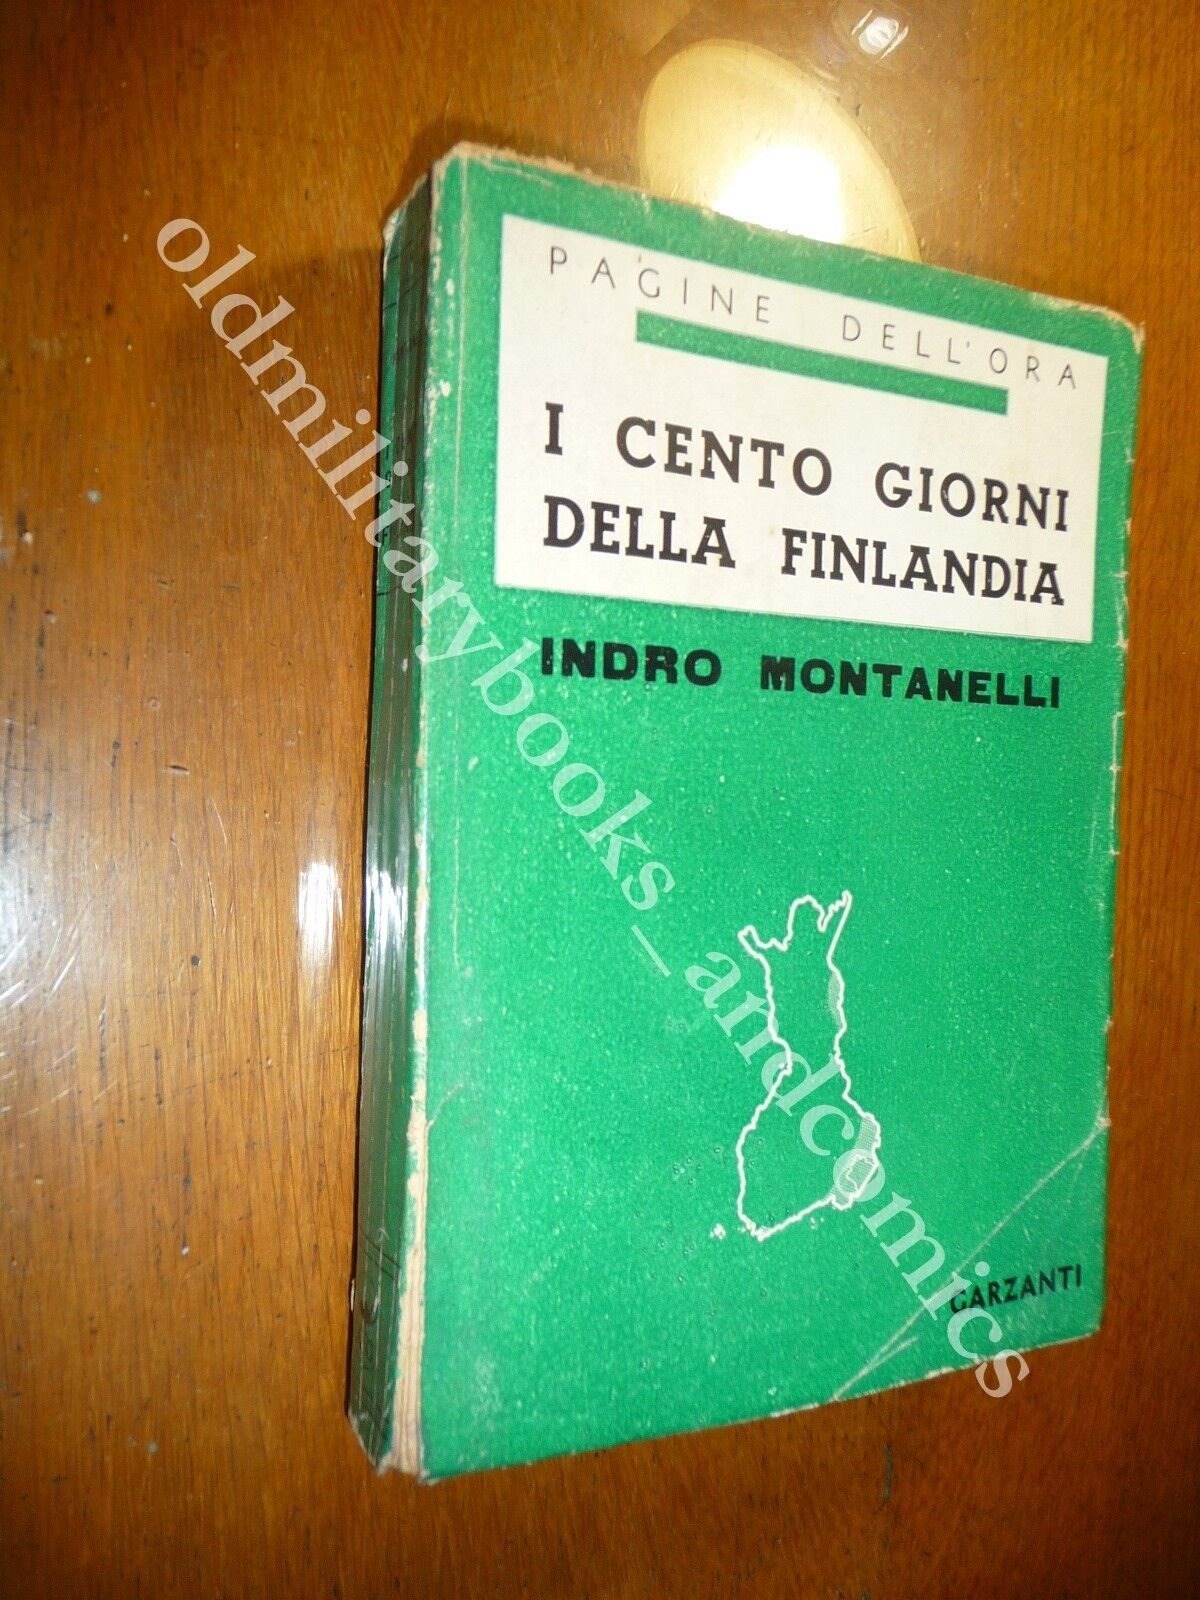 PAGINE DELL'ORA
I CENTO GIORNI
DELLA FINLANDIA
INDRO MONTANELLI
GARZANTI
oldmilitarybooks_andcomics